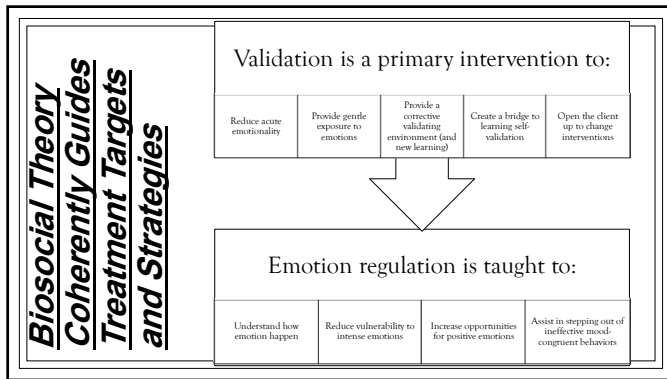 Biosocial Theory
Coherently Guides
Treatment Targets
and Strategies
Validation is a primary intervention to:
Reduce acute
emotionality
Provide gentle
exposure to
emotions
Provide a
corrective
validating
environment (and
new learning)
Create a bridge to
learning self-
validation
Open the client
up to change
interventions
Emotion regulation is taught to:
Understand how
emotion happen
Reduce vulnerability to
intense emotions
Increase opportunities
for positive emotions
Assist in stepping out of
ineffective mood-
congruent behaviors